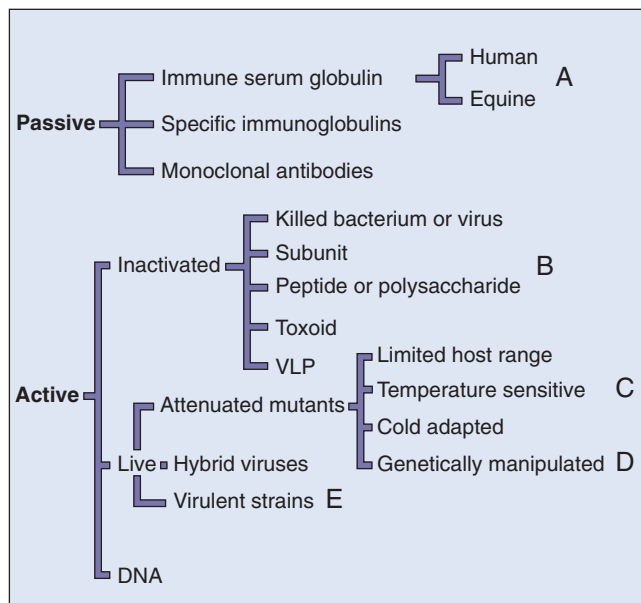 Human
Immune serum globulin A
Equine
Passive Specific immunoglobulins
Monoclonal antibodies
Killed bacterium or virus
Subunit
Inactivated B
Peptide or polysaccharide
Toxoid
VLP
Limited host range
Temperature sensitive C
Active Attenuated mutants
Cold adapted
Live Hybrid viruses Genetically manipulated D
Virulent strains E
DNA